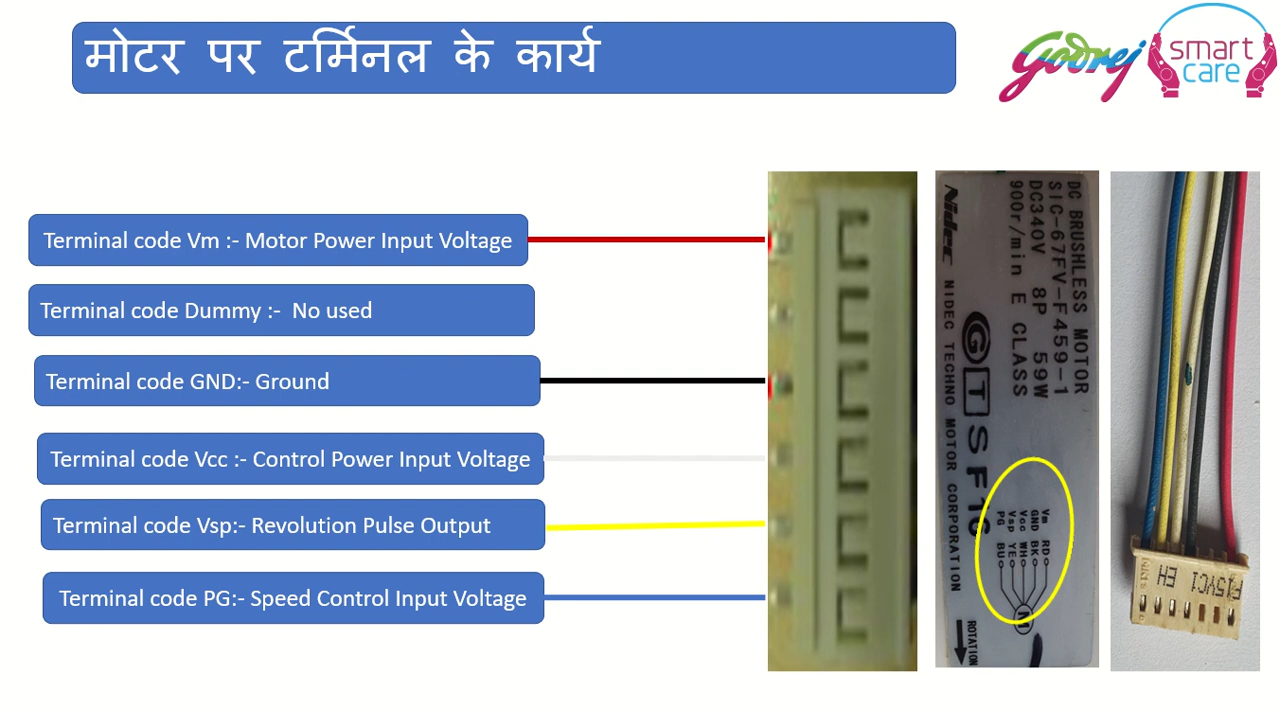 मोटर पर टर्मिनल के कार्य
Godrej
smart
care
Terminal code Vm :- Motor Power Input Voltage
Terminal code Dummy :- No used
Terminal code GND:- Ground
Terminal code Vcc :- Control Power Input Voltage
Terminal code Vsp:- Revolution Pulse Output
Terminal code PG:- Speed Control Input Voltage
DC BRUSHLESS MOTOR
SIC-67FV-F459-1
DC340V 8P 59W
900r/min E CLASS
GTSF
Nidec NIDEC TECHNO MOTOR CORPORATION
Vm RD
GND BK
Vcc WH
Vsp YE
PG BU
M
ROTATION
EH